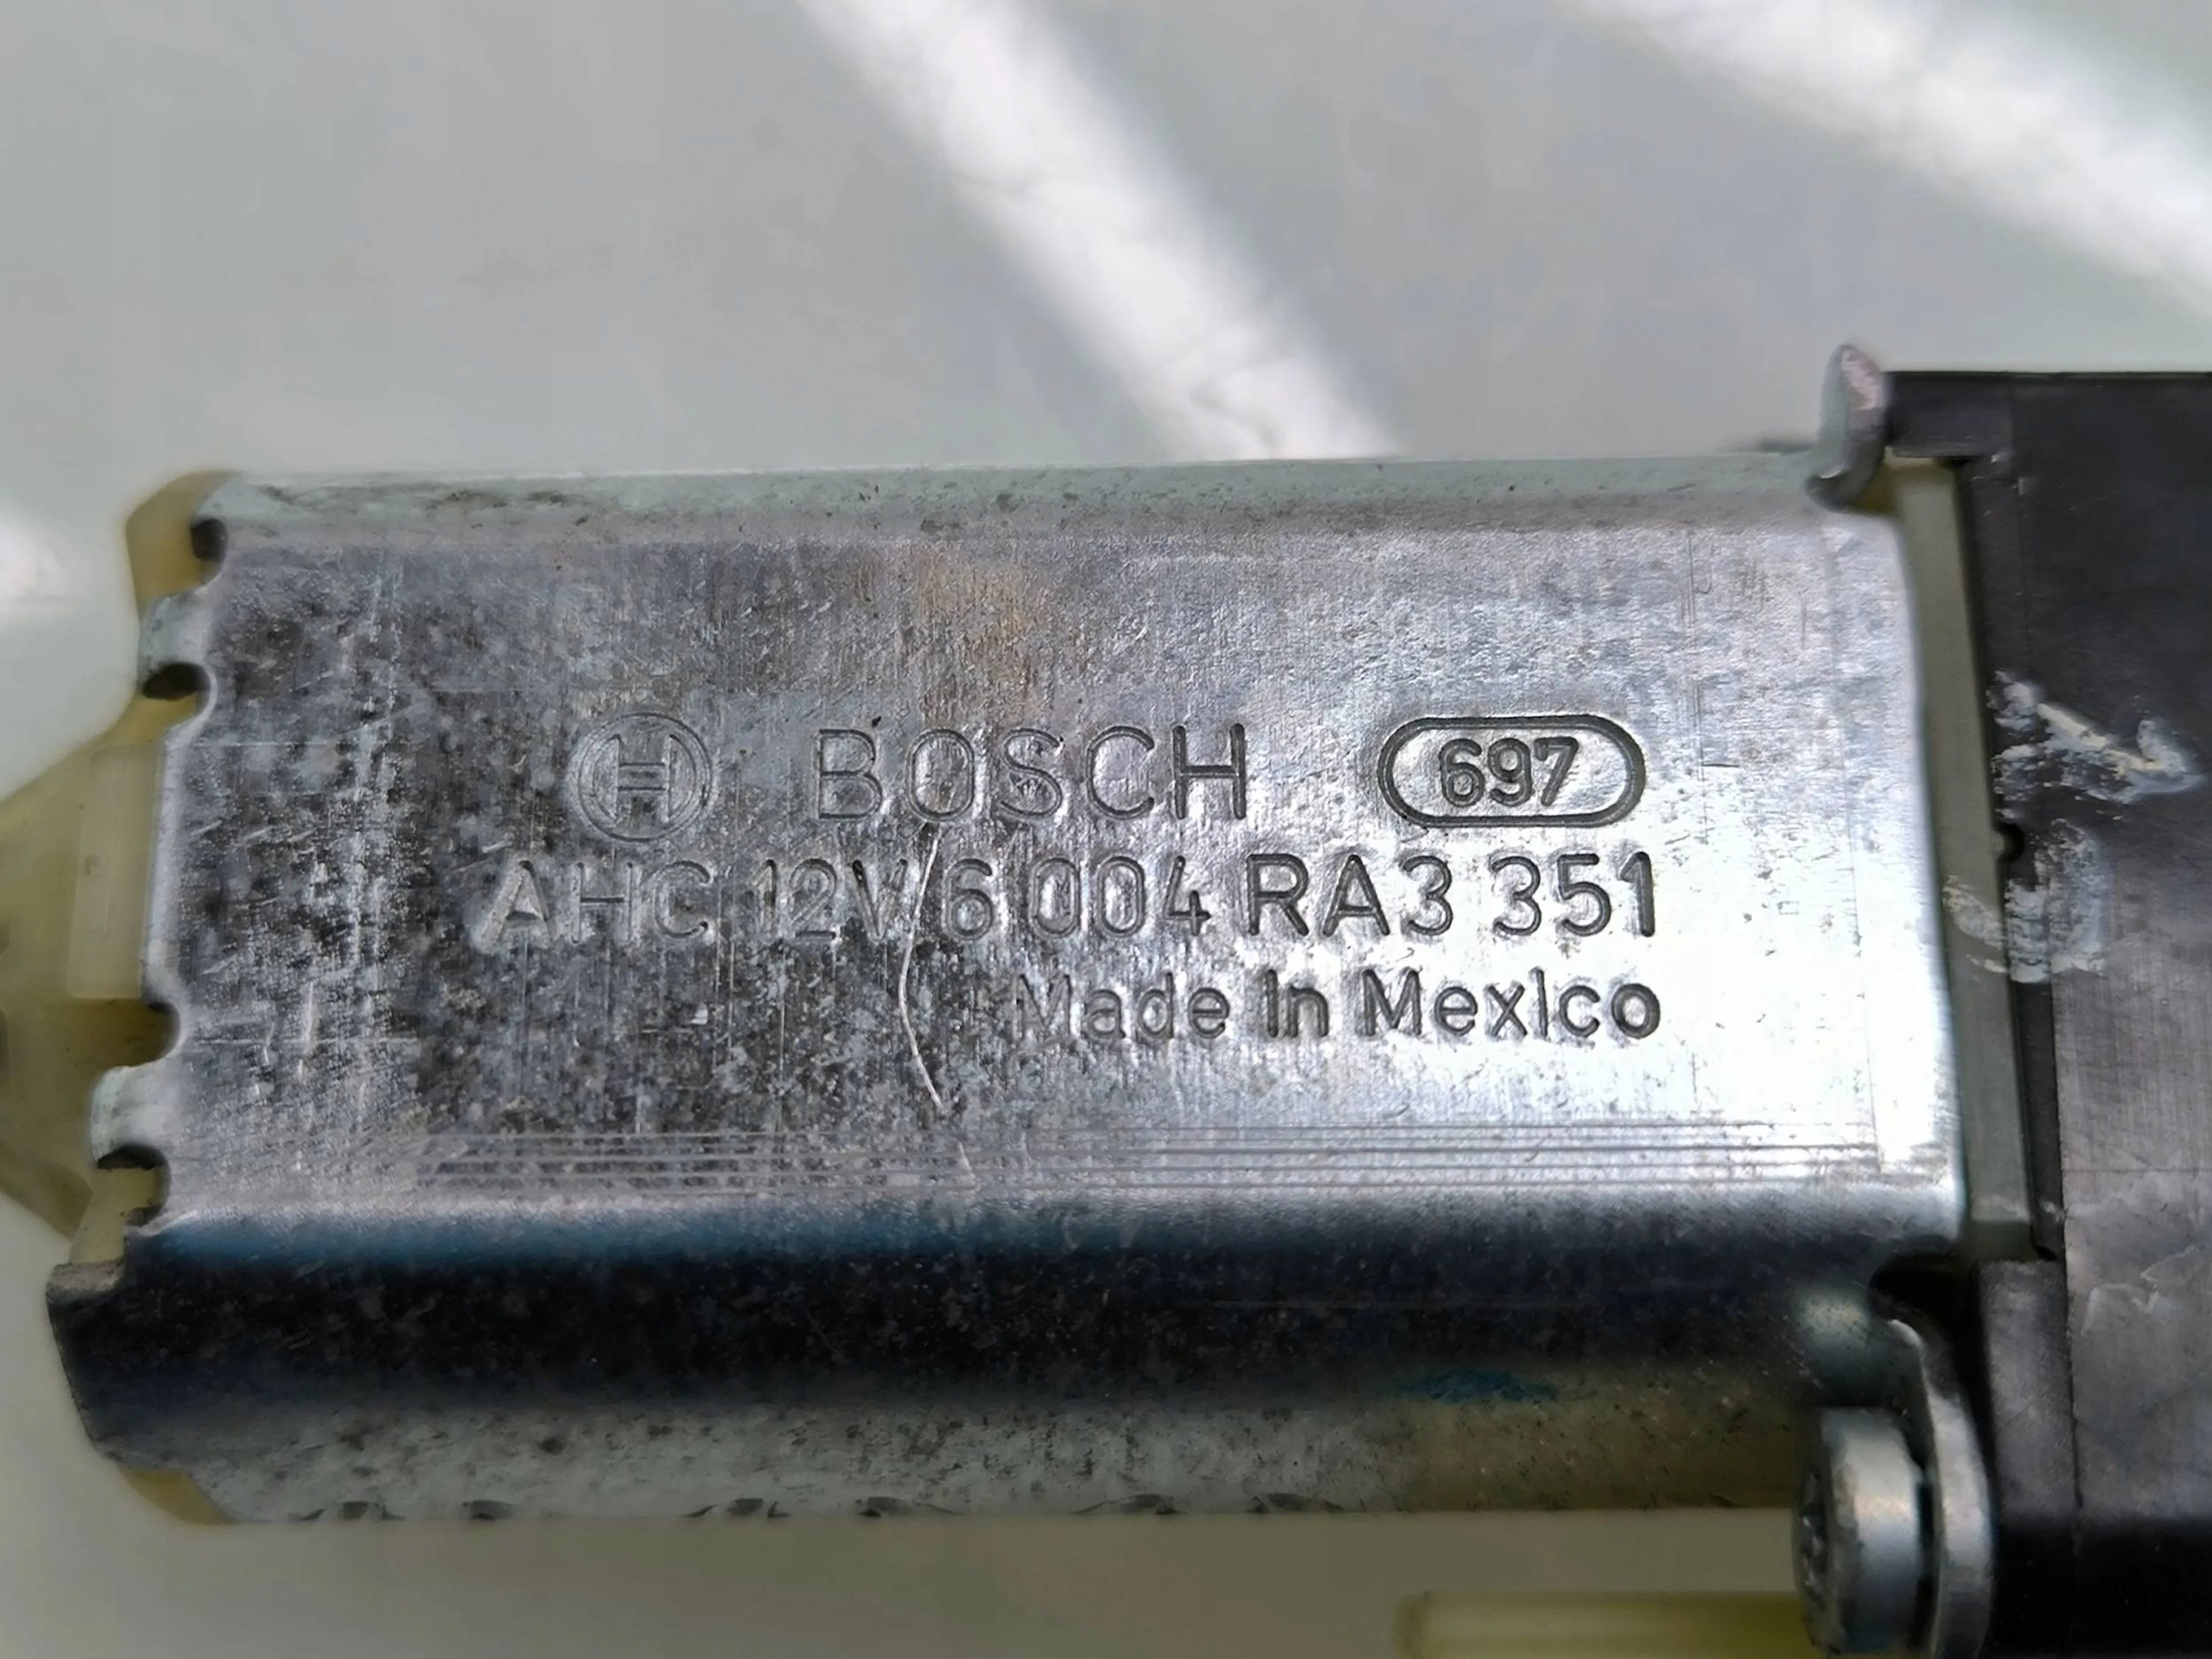 BOSCH 697
AHC 12V 6 004 RA3 351
Made in Mexico